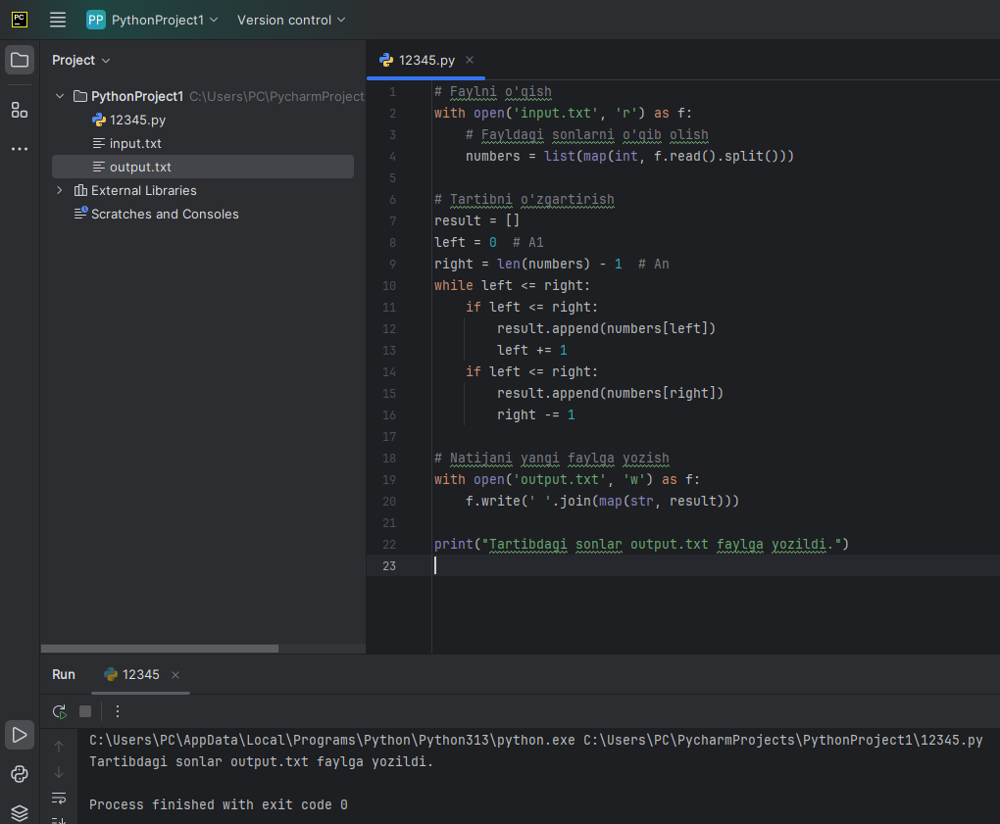 PC
PP PythonProject1 Version control
Project
12345.py
PythonProject1 C:\Users\PC\PycharmProject
12345.py
input.txt
output.txt
External Libraries
Scratches and Consoles
1 # Faylni o'qish
2 with open('input.txt', 'r') as f:
3 # Fayldagi sonlarni o'qib olish
4 numbers = list(map(int, f.read().split()))
5
6 # Tartibni o'zgartirish
7 result = []
8 left = 0 # A1
9 right = len(numbers) - 1 # An
10 while left <= right:
11 if left <= right:
12 result.append(numbers[left])
13 left += 1
14 if left <= right:
15 result.append(numbers[right])
16 right -= 1
17
18 # Natijani yangi faylga yozish
19 with open('output.txt', 'w') as f:
20 f.write(' '.join(map(str, result)))
21
22 print("Tartibdagi sonlar output.txt faylga yozildi.")
23
Run 12345
C:\Users\PC\AppData\Local\Programs\Python\Python313\python.exe C:\Users\PC\PycharmProjects\PythonProject1\12345.py
Tartibdagi sonlar output.txt faylga yozildi.
Process finished with exit code 0